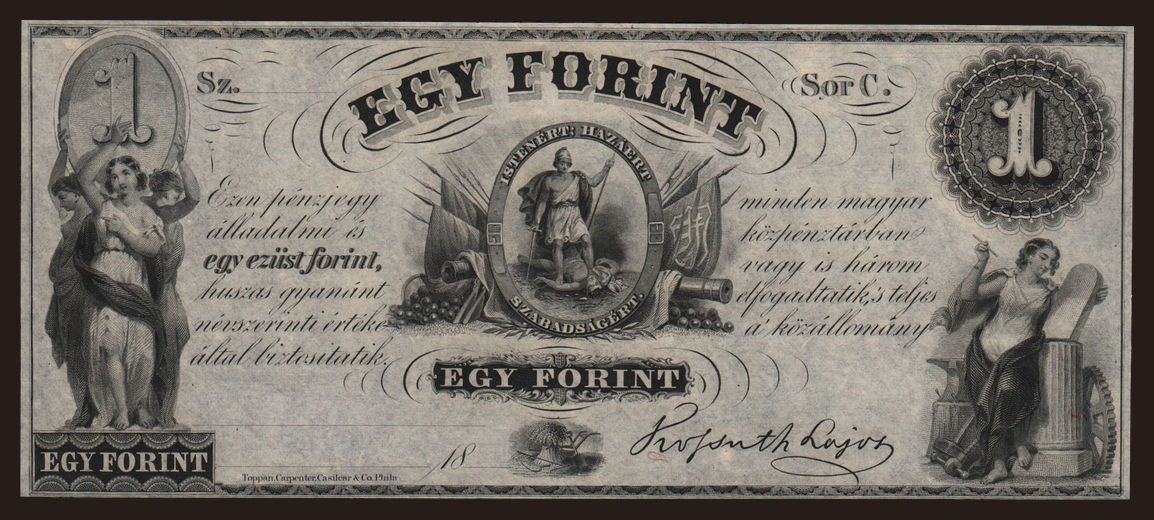 1
Sz.
EGY FORINT
Sor C.
1
ISTENÉRT; HAZÁÉRT
SZABADSÁGÉRT.
Ezen pénzjegy minden magyar
álladalmi és közpénztárban
egy ezüst forint, vagy is három
huszas gyanánt elfogadtatik, 's teljes
névszerinti értéke a' közállomány
által biztosítatik.
EGY FORINT
18
Kossuth Lajos
EGY FORINT
Toppan, Carpenter, Casilear & Co. Phila